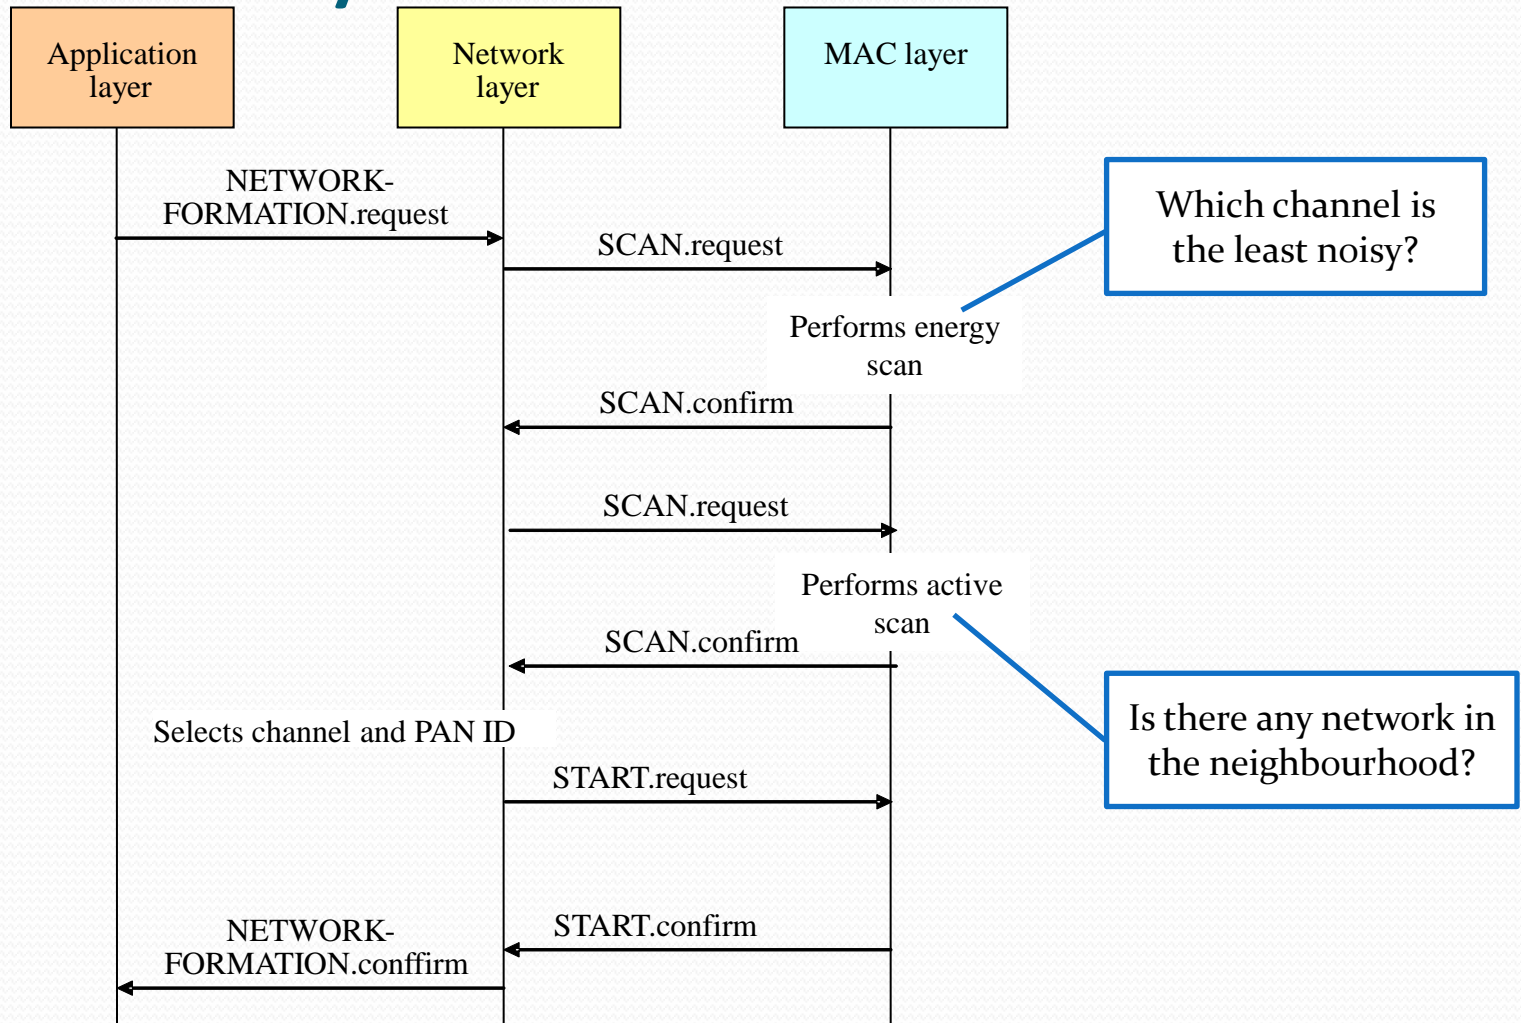 Application
layer
Network
layer
MAC layer
NETWORK-
FORMATION.request
SCAN.request
Which channel is
the least noisy?
Performs energy
scan
SCAN.confirm
SCAN.request
Performs active
scan
SCAN.confirm
Selects channel and PAN ID
Is there any network in
the neighbourhood?
START.request
START.confirm
NETWORK-
FORMATION.conffirm